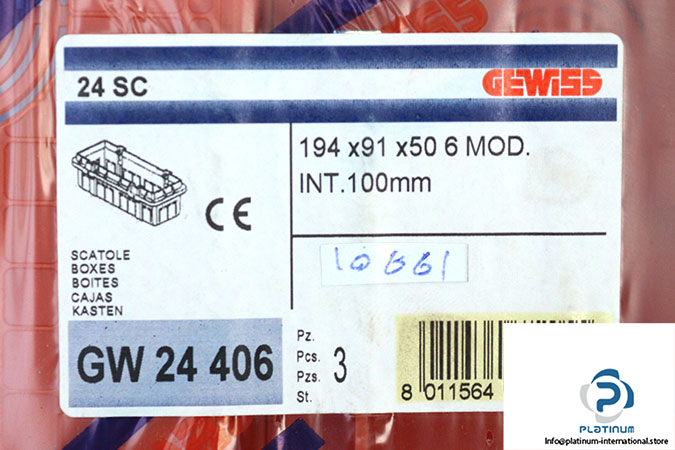 24 SC
GEWISS
194 x91 x50 6 MOD.
INT.100mm
CE
SCATOLE
BOXES
BOITES
CAJAS
KASTEN
GW 24 406
Pz.
Pcs.
Pzs.
St.
3
8 011564
PLATINUM
Info@platinum-international.store